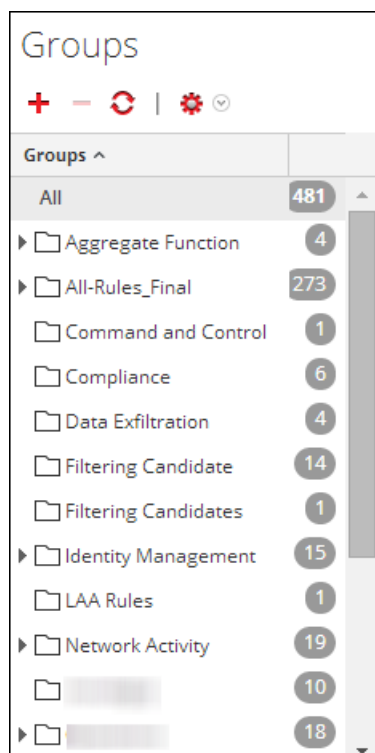 Groups
Groups
All 481
Aggregate Function 4
All-Rules_Final 273
Command and Control 1
Compliance 6
Data Exfiltration 4
Filtering Candidate 14
Filtering Candidates 1
Identity Management 15
LAA Rules 1
Network Activity 19
10
18